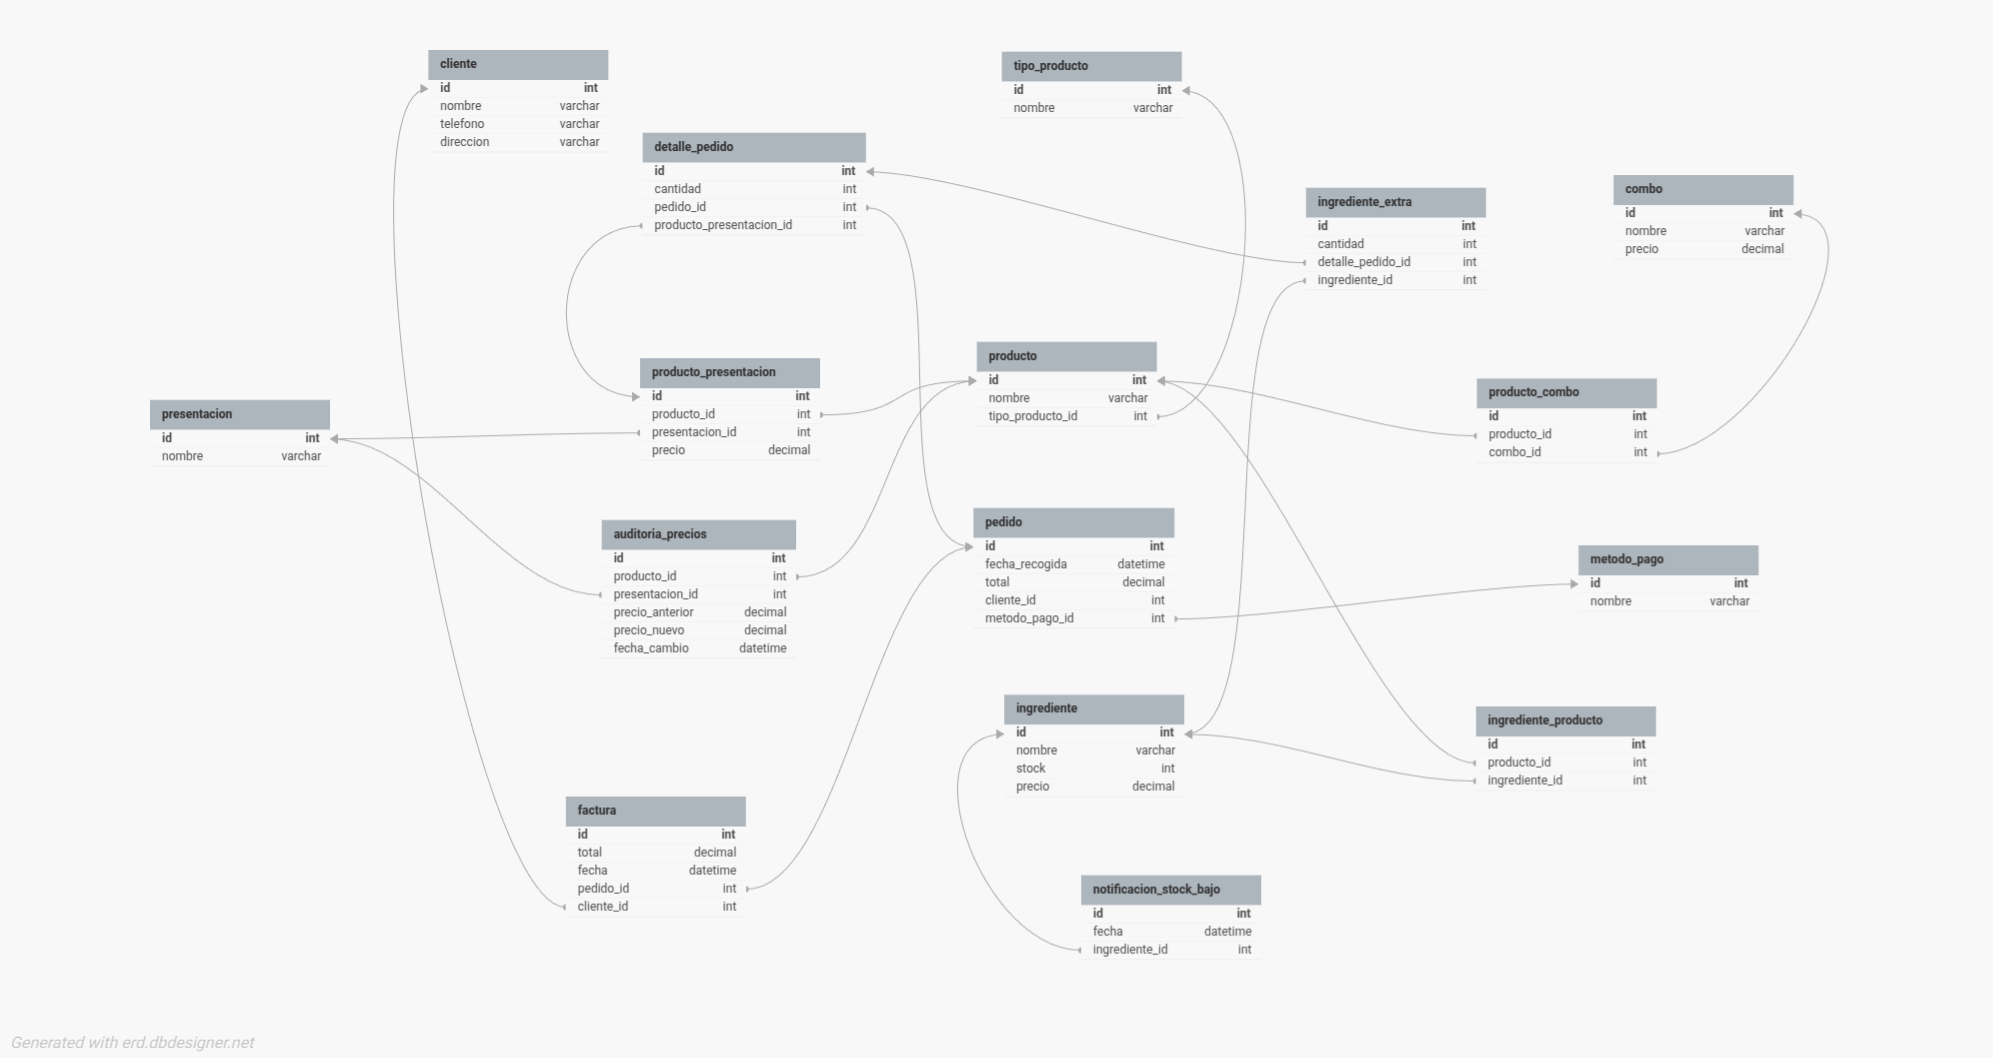 cliente
id int
nombre varchar
telefono varchar
direccion varchar
tipo_producto
id int
nombre varchar
detalle_pedido
id int
cantidad int
pedido_id int
producto_presentacion_id int
ingrediente_extra
id int
cantidad int
detalle_pedido_id int
ingrediente_id int
combo
id int
nombre varchar
precio decimal
producto_presentacion
id int
producto_id int
presentacion_id int
precio decimal
producto
id int
nombre varchar
tipo_producto_id int
producto_combo
id int
producto_id int
combo_id int
presentacion
id int
nombre varchar
auditoria_precios
id int
producto_id int
presentacion_id int
precio_anterior decimal
precio_nuevo decimal
fecha_cambio datetime
pedido
id int
fecha_recogida datetime
total decimal
cliente_id int
metodo_pago_id int
metodo_pago
id int
nombre varchar
ingrediente
id int
nombre varchar
stock int
precio decimal
ingrediente_producto
id int
producto_id int
ingrediente_id int
factura
id int
total decimal
fecha datetime
pedido_id int
cliente_id int
notificacion_stock_bajo
id int
fecha datetime
ingrediente_id int
Generated with erd.dbdesigner.net